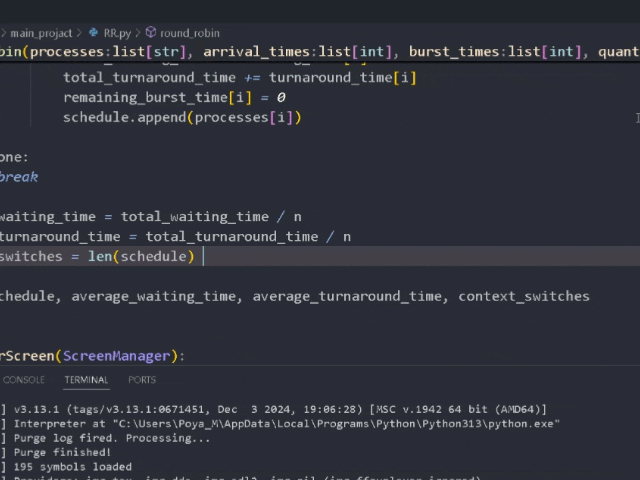 > main_projact > RR.py > round_robin
bin(processes:list[str], arrival_times:list[int], burst_times:list[int], quant
total_turnaround_time += turnaround_time[i]
remaining_burst_time[i] = 0
schedule.append(processes[i])
one:
break
waiting_time = total_waiting_time / n
turnaround_time = total_turnaround_time / n
switches = len(schedule)
chedule, average_waiting_time, average_turnaround_time, context_switches
rScreen(ScreenManager):
CONSOLE TERMINAL PORTS
] v3.13.1 (tags/v3.13.1:0671451, Dec 3 2024, 19:06:28) [MSC v.1942 64 bit (AMD64)]
] Interpreter at "C:\Users\Poya_M\AppData\Local\Programs\Python\Python313\python.exe"
] Purge log fired. Processing...
] Purge finished!
] 195 symbols loaded